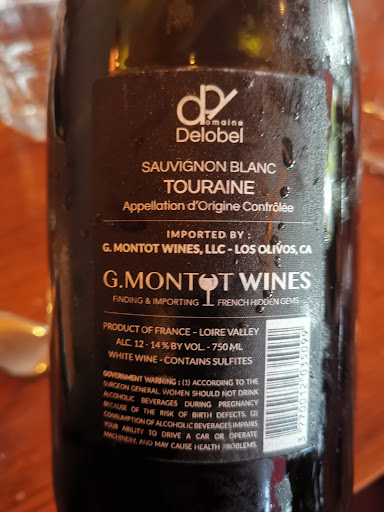 Domaine
Delobel
SAUVIGNON BLANC
TOURAINE
Appellation d'Origine Contrôlée
IMPORTED BY :
G. MONTOT WINES, LLC - LOS OLIVOS, CA
G.MONTOT WINES
FINDING & IMPORTING FRENCH HIDDEN GEMS
PRODUCT OF FRANCE - LOIRE VALLEY
ALC. 12 - 14 % BY VOL. - 750 ML
WHITE WINE - CONTAINS SULFITES
GOVERNMENT WARNING : (1) ACCORDING TO THE
SURGEON GENERAL, WOMEN SHOULD NOT DRINK
ALCOHOLIC BEVERAGES DURING PREGNANCY
BECAUSE OF THE RISK OF BIRTH DEFECTS. (2)
CONSUMPTION OF ALCOHOLIC BEVERAGES IMPAIRS
YOUR ABILITY TO DRIVE A CAR OR OPERATE
MACHINERY, AND MAY CAUSE HEALTH PROBLEMS.